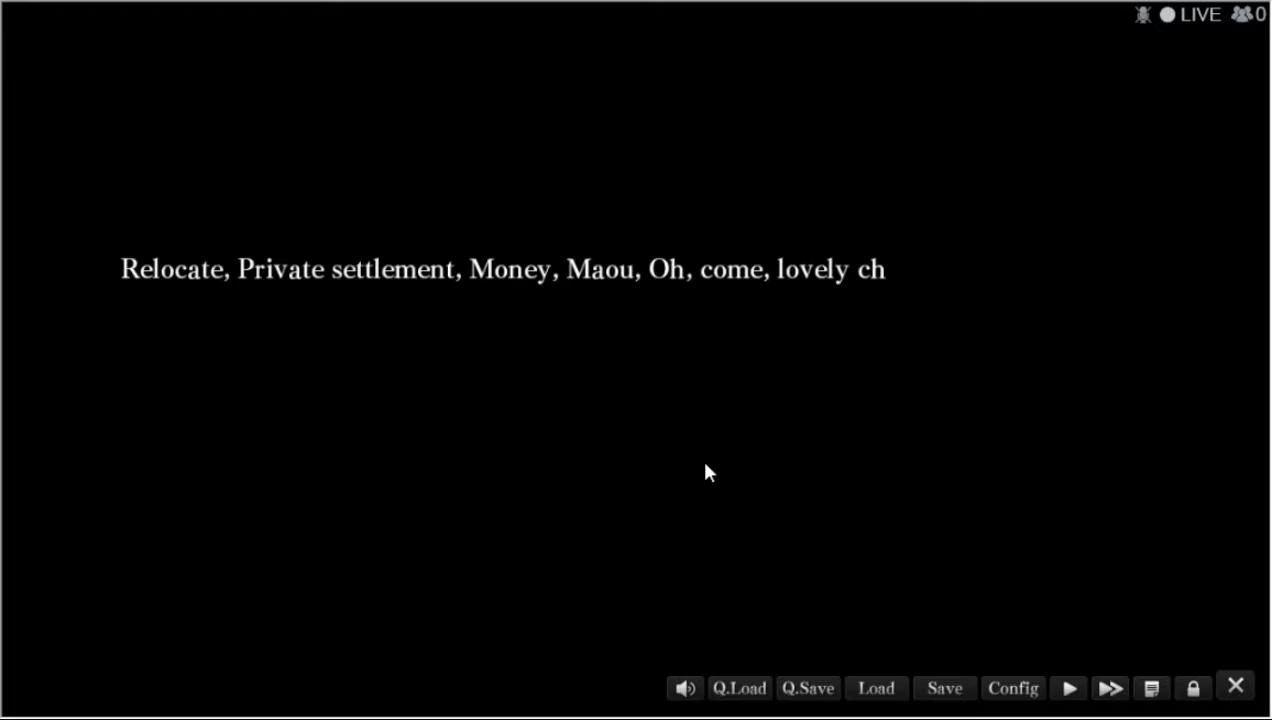 LIVE 0
Relocate, Private settlement, Money, Maou, Oh, come, lovely ch
Q.Load Q.Save Load Save Config